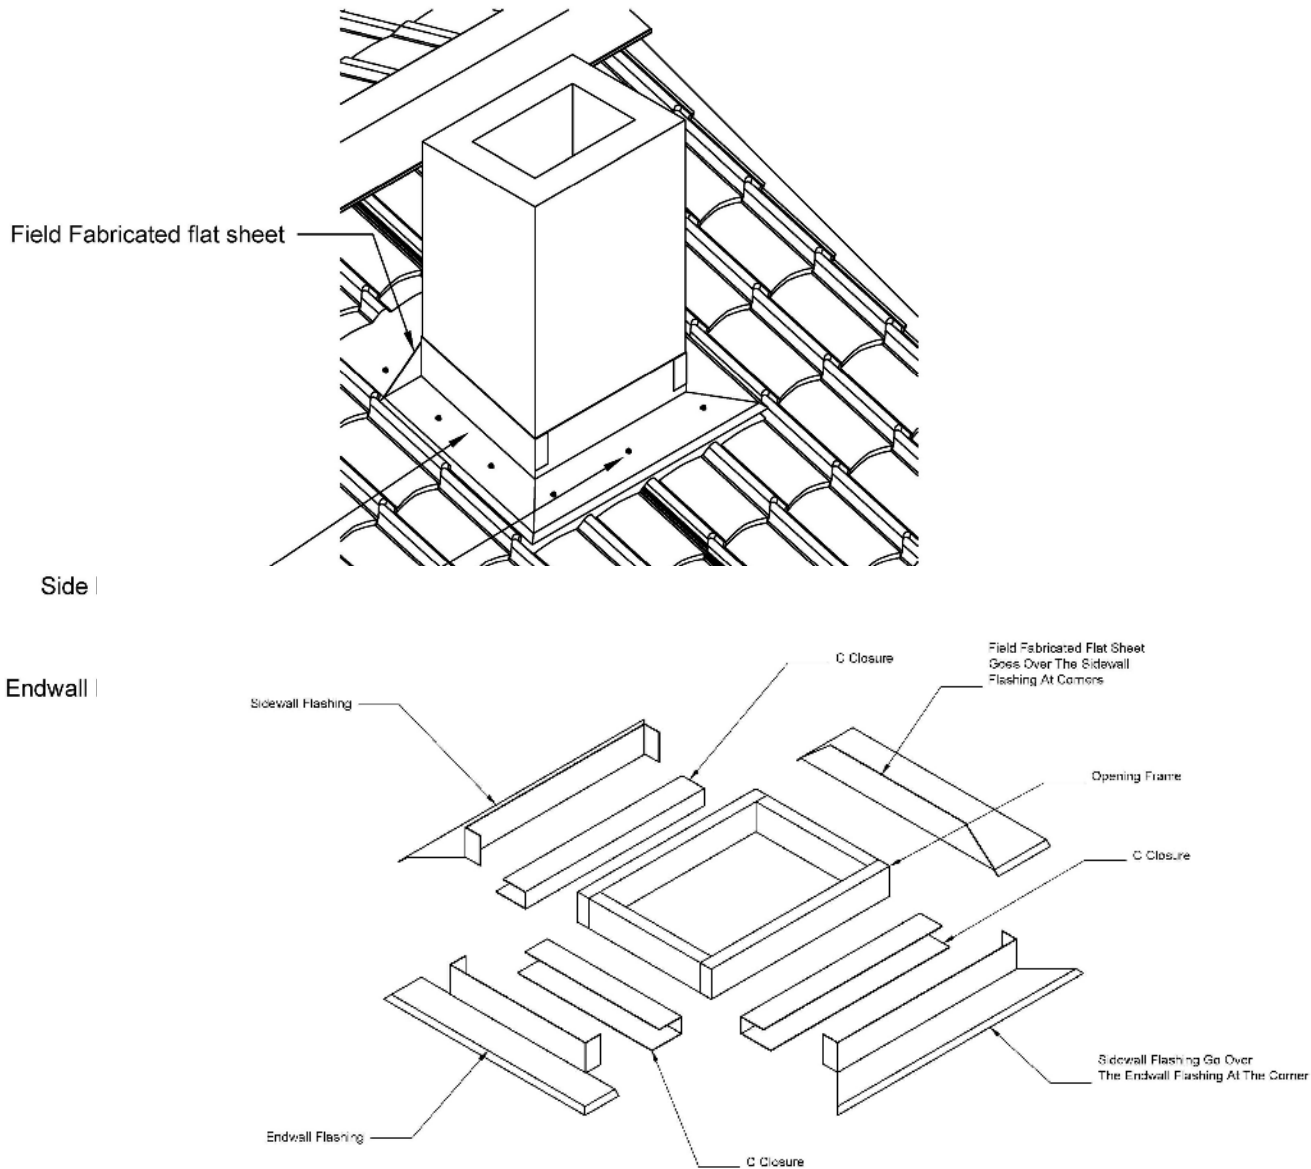 Field Fabricated flat sheet
Side
Endwall
C Closure
Field Fabricated Flat Sheet
Goes Over The Sidewall
Flashing At Corners
Sidewall Flashing
Opening Frame
C Closure
Sidewall Flashing Go Over
The Endwall Flashing At The Corner
Endwall Flashing
C Closure